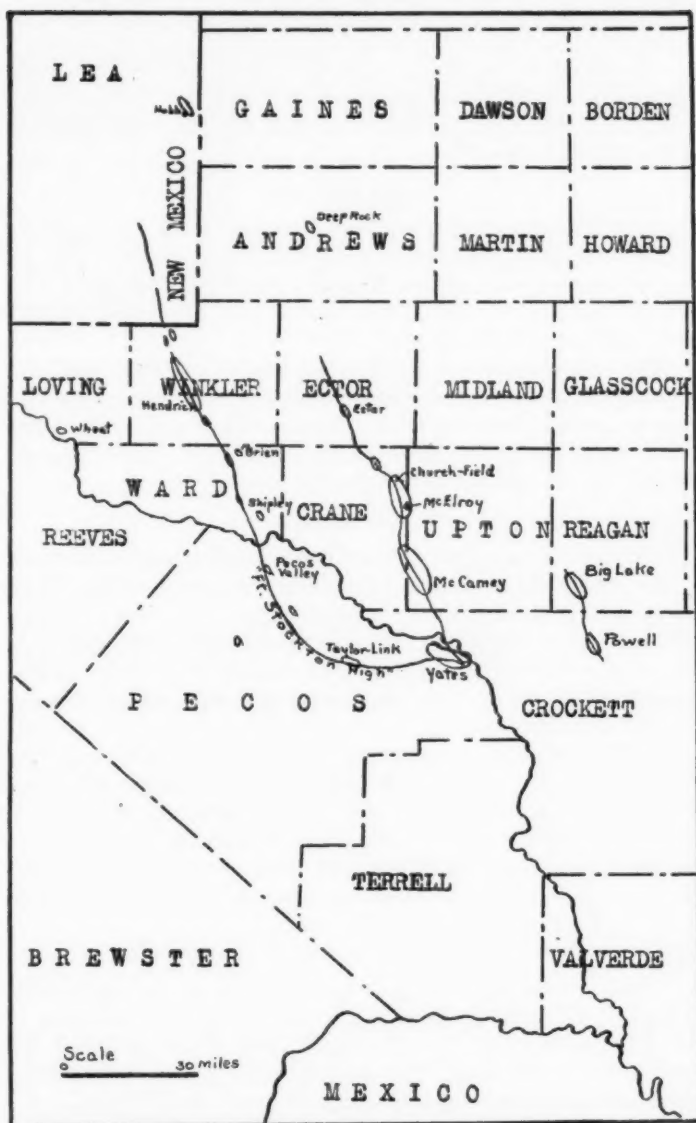 LEA
GAINES
DAWSON
BORDEN
Hobbs
NEW MEXICO
Deep Rock
ANDREWS
MARTIN
HOWARD
LOVING
WINKLER
ECTOR
MIDLAND
GLASSCOCK
Hendrick
Ector
Wheat
O'Brien
Church-Field
WARD
McElroy
Shipley
CRANE
UPTON
REAGAN
REEVES
Pecos
Valley
McCamey
Big Lake
"Ft. Stockton High"
Taylor-Link
Powell
Yates
PECOS
CROCKETT
TERRELL
BREWSTER
VALVERDE
Scale
0 30 miles
MEXICO